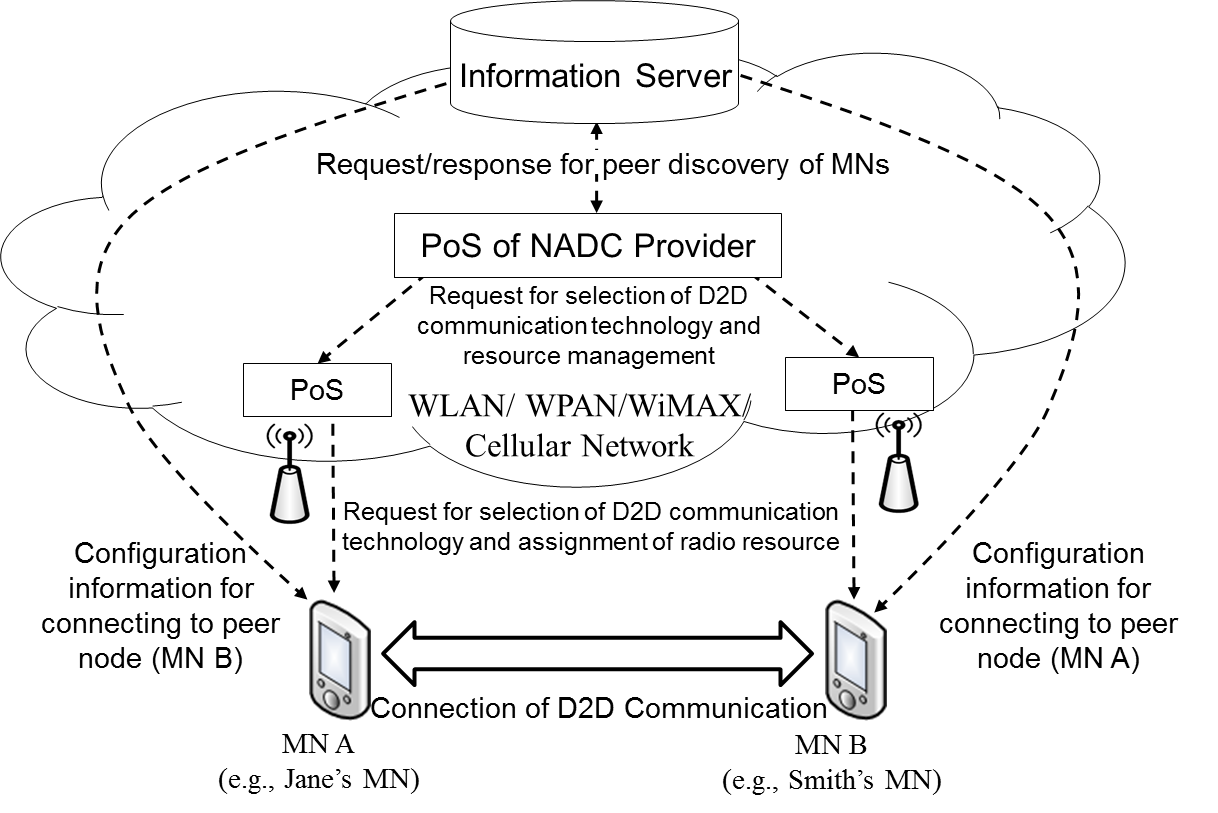 Information Server
Request/response for peer discovery of MNs
PoS of NADC Provider
Request for selection of D2D
communication technology and
resource management
PoS
PoS
WLAN/ WPAN/WiMAX/
Cellular Network
Request for selection of D2D communication
technology and assignment of radio resource
Configuration
information for
connecting to peer
node (MN B)
Configuration
information for
connecting to peer
node (MN A)
Connection of D2D Communication
MN A
(e.g., Jane’s MN)
MN B
(e.g., Smith’s MN)